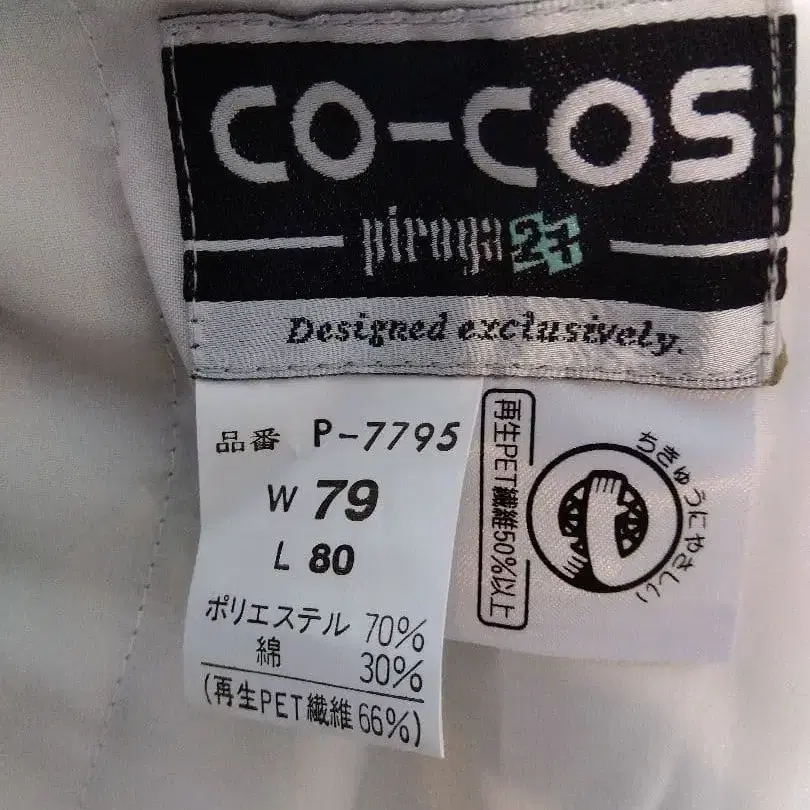 CO-COS
piroga27
Designed exclusively.
品番 P-7795
W 79
L 80
ポリエステル 70%
綿 30%
(再生PET繊維 66%)
再生PET繊維50%以上
ちきゅうにやさしい